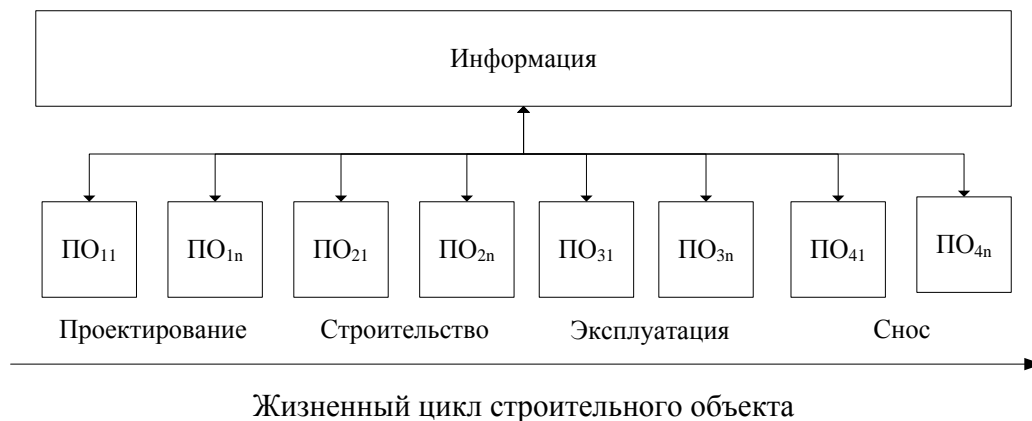 Информация
ПО11 ПО1n ПО21 ПО2n ПО31 ПО3n ПО41 ПО4n
Проектирование Строительство Эксплуатация Снос
Жизненный цикл строительного объекта